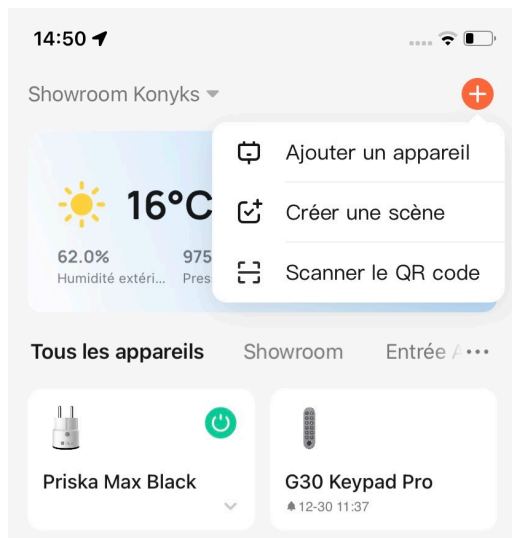 14:50
Showroom Konyks
Ajouter un appareil
16°C
Créer une scène
62.0%
975
Humidité extéri...
Pres
Scanner le QR code
Tous les appareils
Showroom
Entrée
Priska Max Black
G30 Keypad Pro
12-30 11:37